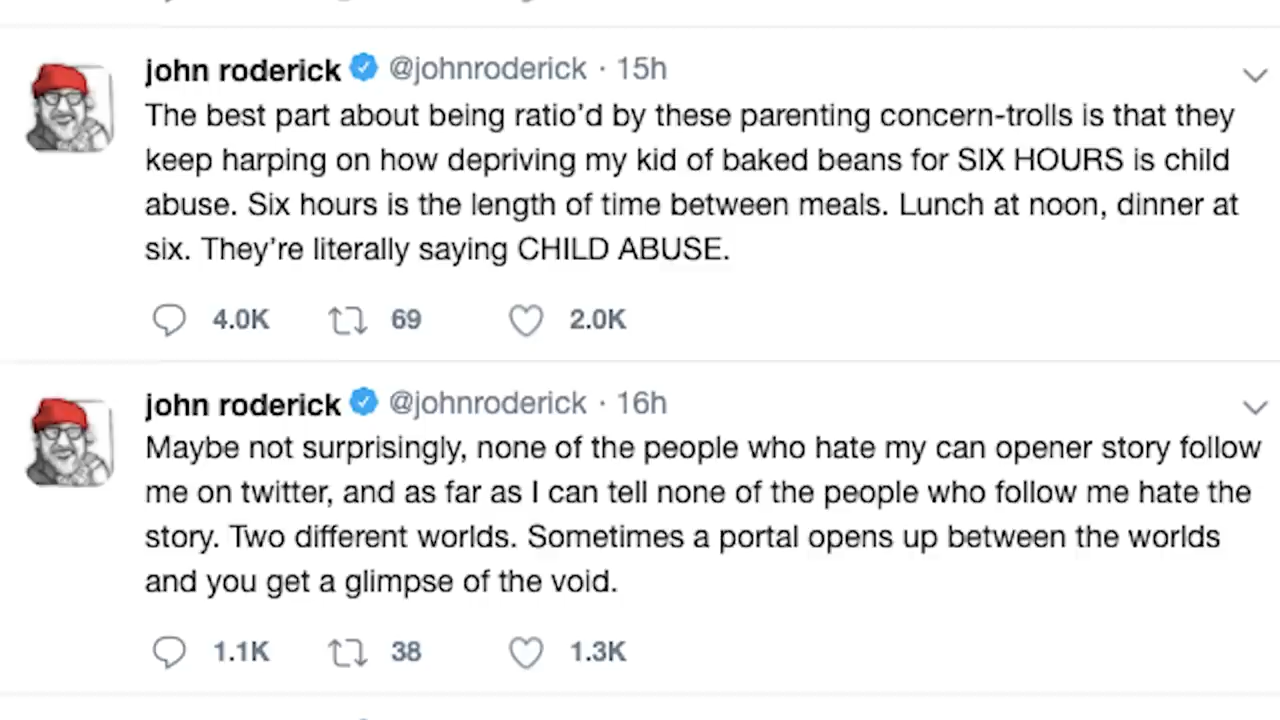 john roderick @johnroderick · 15h
The best part about being ratio’d by these parenting concern-trolls is that they
keep harping on how depriving my kid of baked beans for SIX HOURS is child
abuse. Six hours is the length of time between meals. Lunch at noon, dinner at
six. They’re literally saying CHILD ABUSE.
4.0K 69 2.0K
john roderick @johnroderick · 16h
Maybe not surprisingly, none of the people who hate my can opener story follow
me on twitter, and as far as I can tell none of the people who follow me hate the
story. Two different worlds. Sometimes a portal opens up between the worlds
and you get a glimpse of the void.
1.1K 38 1.3K